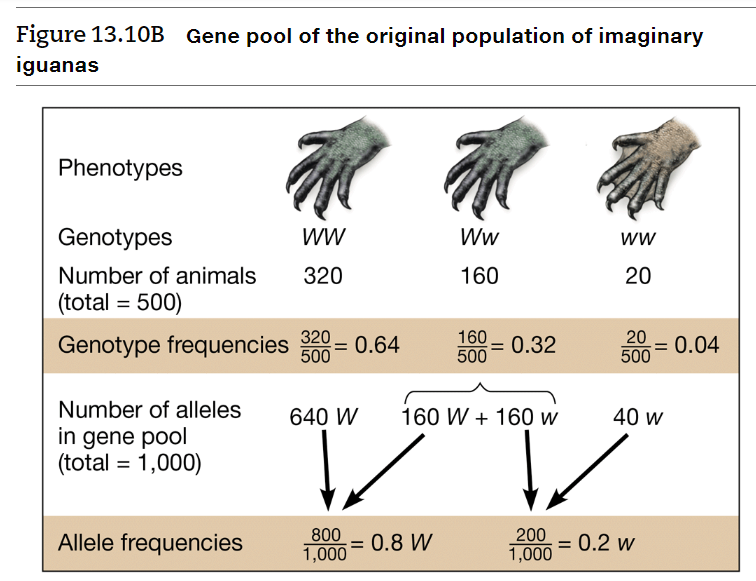 Figure 13.10B Gene pool of the original population of imaginary
iguanas
Phenotypes
Genotypes WW Ww ww
Number of animals 320 160 20
(total = 500)
Genotype frequencies 320/500 = 0.64 160/500 = 0.32 20/500 = 0.04
Number of alleles 640 W 160 W + 160 w 40 w
in gene pool
(total = 1,000)
Allele frequencies 800/1,000 = 0.8 W 200/1,000 = 0.2 w